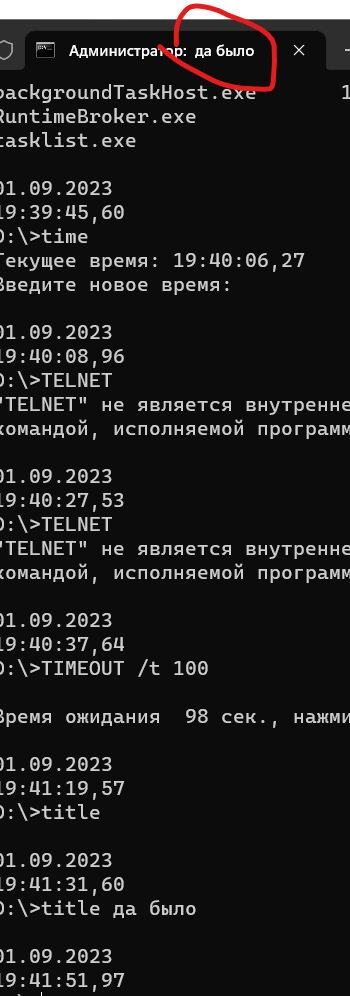 Администратор: да было
backgroundTaskHost.exe 1
RuntimeBroker.exe
tasklist.exe
01.09.2023
19:39:45,60
D:\>time
Текущее время: 19:40:06,27
Введите новое время:
01.09.2023
19:40:08,96
D:\>TELNET
"TELNET" не является внутренне
командой, исполняемой программ
01.09.2023
19:40:27,53
D:\>TELNET
"TELNET" не является внутренне
командой, исполняемой программ
01.09.2023
19:40:37,64
D:\>TIMEOUT /t 100
Время ожидания 98 сек., нажми
01.09.2023
19:41:19,57
D:\>title
01.09.2023
19:41:31,60
D:\>title да было
01.09.2023
19:41:51,97